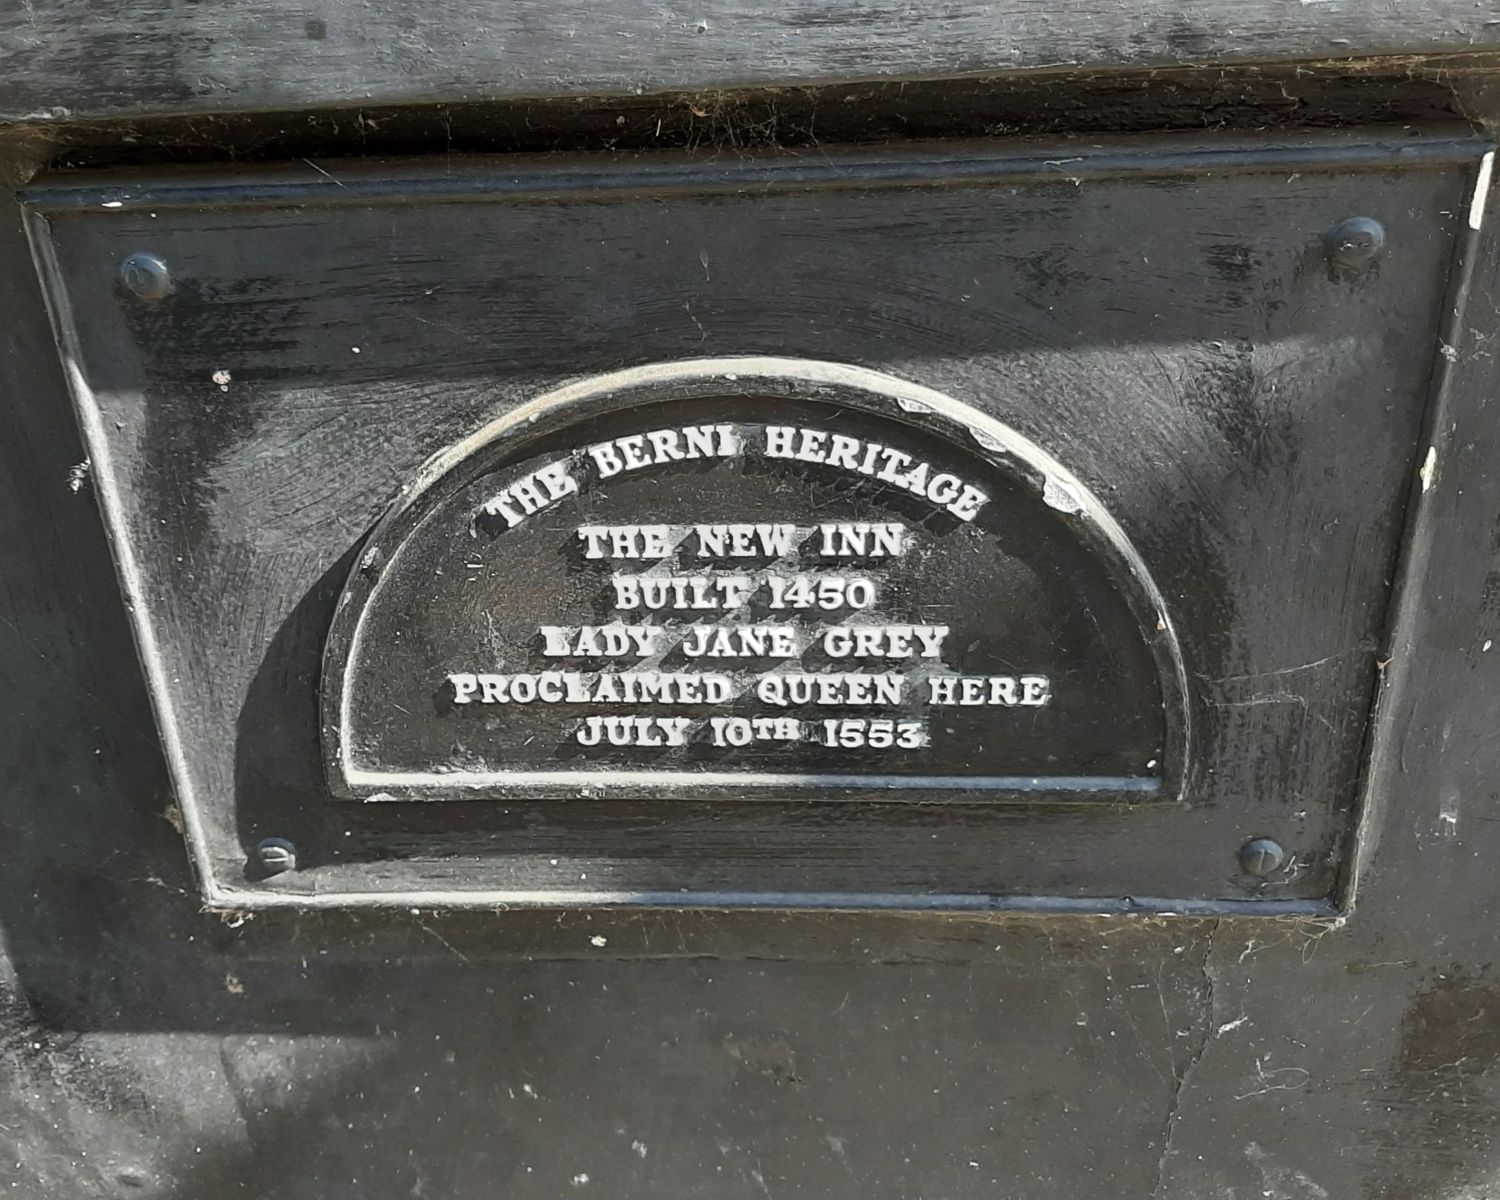 THE BERNI HERITAGE
THE NEW INN
BUILT 1450
LADY JANE GREY
PROCLAIMED QUEEN HERE
JULY 10TH 1553